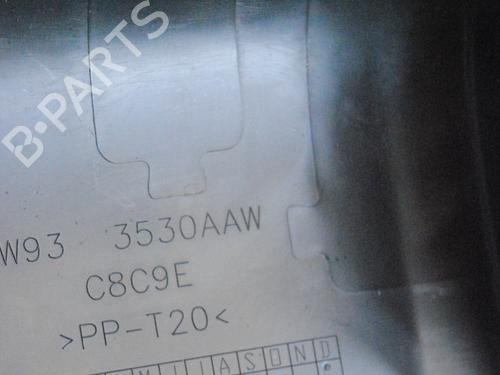 B-PARTS
W93 3530AAW
C8C9E
>PP-T20<
M J J A S O N D